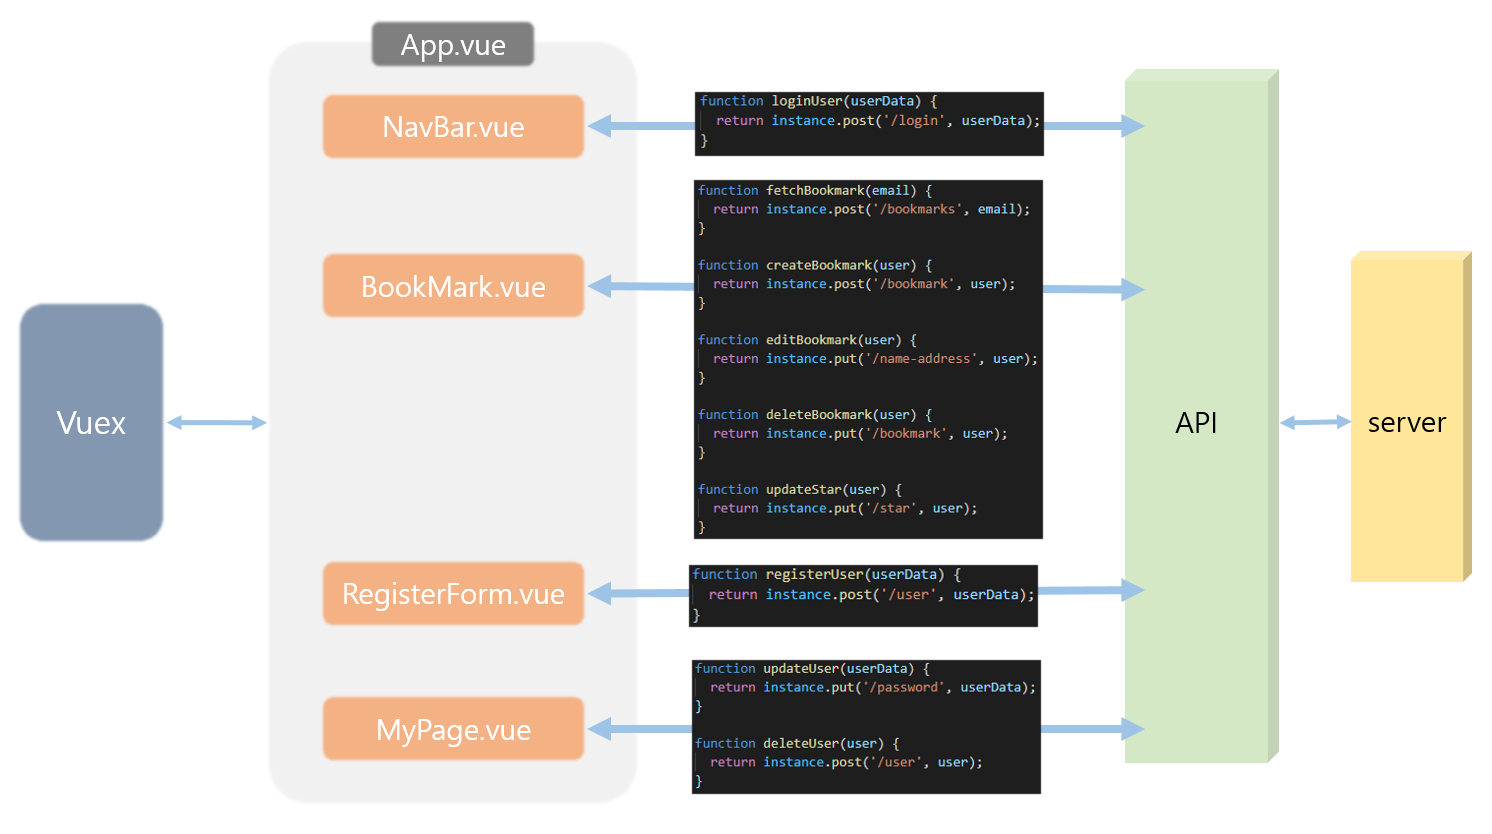 App.vue
NavBar.vue
function loginUser(userData) {
return instance.post('/login', userData);
}
BookMark.vue
function fetchBookmark(email) {
return instance.post('/bookmarks', email);
}
function createBookmark(user) {
return instance.post('/bookmark', user);
}
function editBookmark(user) {
return instance.put('/name-address', user);
}
function deleteBookmark(user) {
return instance.put('/bookmark', user);
}
function updateStar(user) {
return instance.put('/star', user);
}
RegisterForm.vue
function registerUser(userData) {
return instance.post('/user', userData);
}
MyPage.vue
function updateUser(userData) {
return instance.put('/password', userData);
}
function deleteUser(user) {
return instance.post('/user', user);
}
Vuex
API
server